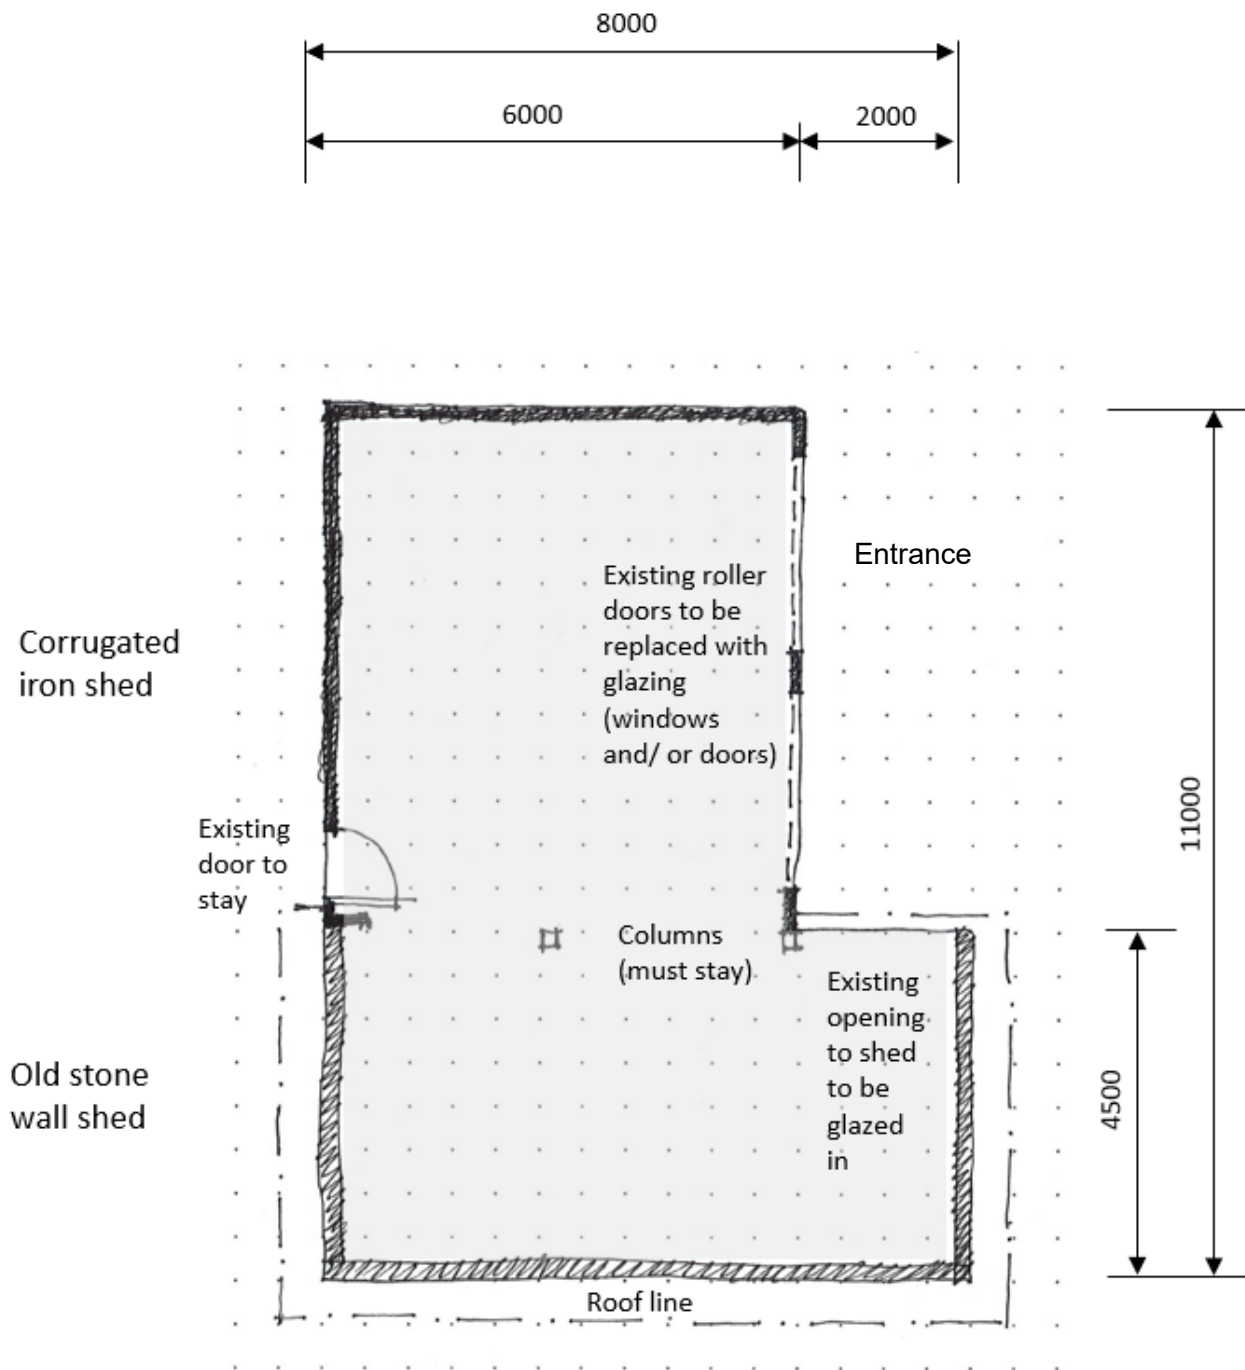 8000
6000
2000
Entrance
Existing roller
doors to be
replaced with
glazing
(windows
and/ or doors)
Corrugated
iron shed
11000
Existing
door to
stay
Columns
(must stay)
Existing
opening
to shed
to be
glazed
in
Old stone
wall shed
4500
Roof line